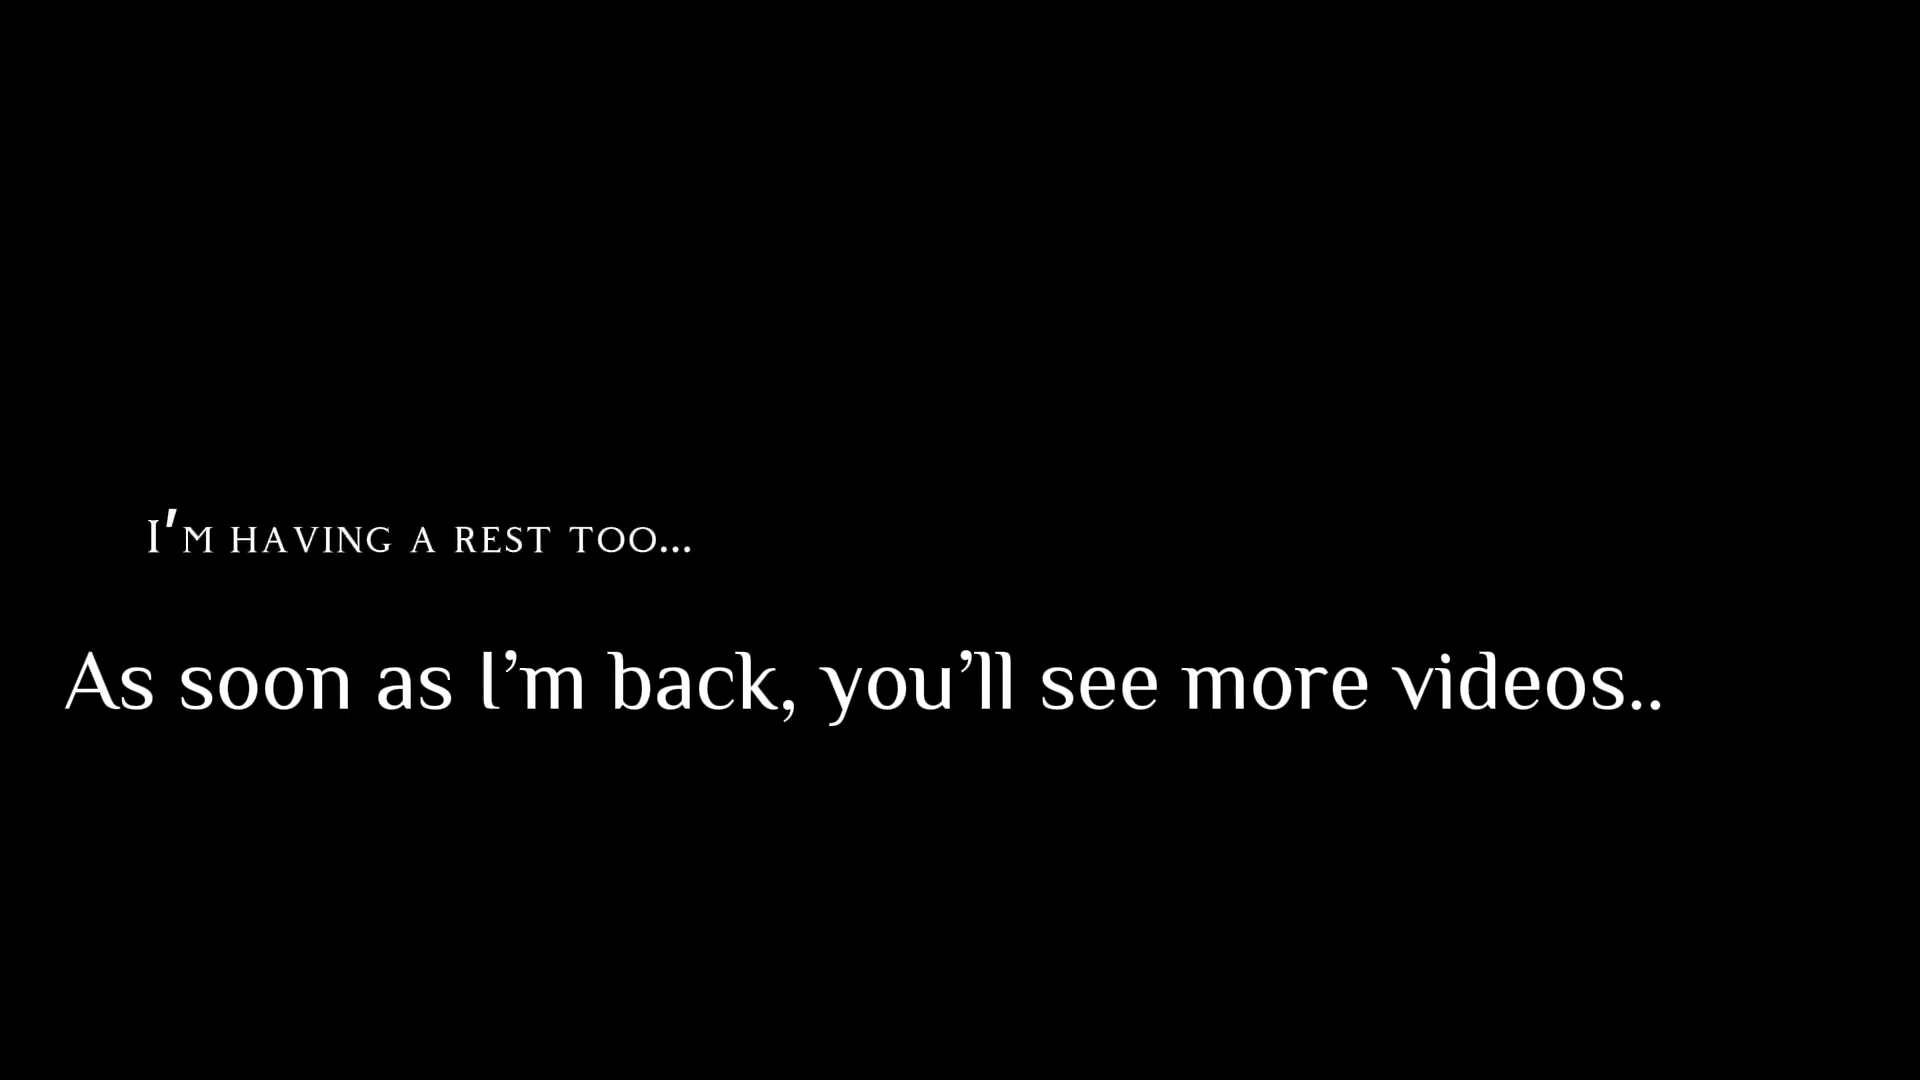 I'm having a rest too...
As soon as I’m back, you’ll see more videos..